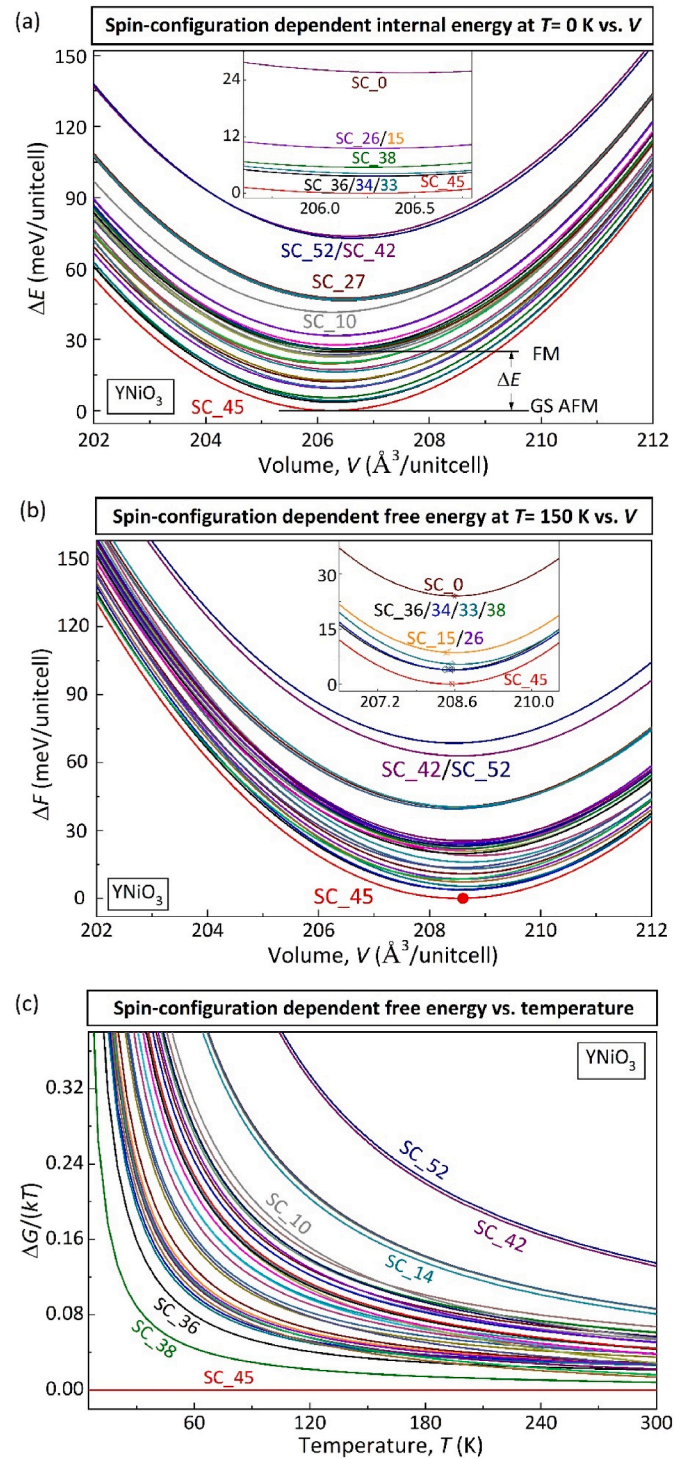 (a)
Spin-configuration dependent internal energy at T= 0 K vs. V
150
120
90
60
30
0
ΔE (meV/unitcell)
24
12
0
SC_0
SC_26/15
SC_38
SC_36/34/33
SC_45
206.0
206.5
SC_52/SC_42
SC_27
SC_10
FM
ΔE
GS AFM
YNiO3
SC_45
202
204
206
208
210
212
Volume, V (Å3/unitcell)
(b)
Spin-configuration dependent free energy at T= 150 K vs. V
150
120
90
60
30
0
ΔF (meV/unitcell)
30
15
0
SC_0
SC_36/34/33/38
SC_15/26
SC_45
207.2
208.6
210.0
SC_42/SC_52
SC_45
YNiO3
202
204
206
208
210
212
Volume, V (Å3/unitcell)
(c)
Spin-configuration dependent free energy vs. temperature
YNiO3
0.32
0.24
0.16
0.08
0.00
ΔG/(kT)
SC_52
SC_42
SC_10
SC_14
SC_36
SC_38
SC_45
60
120
180
240
300
Temperature, T (K)